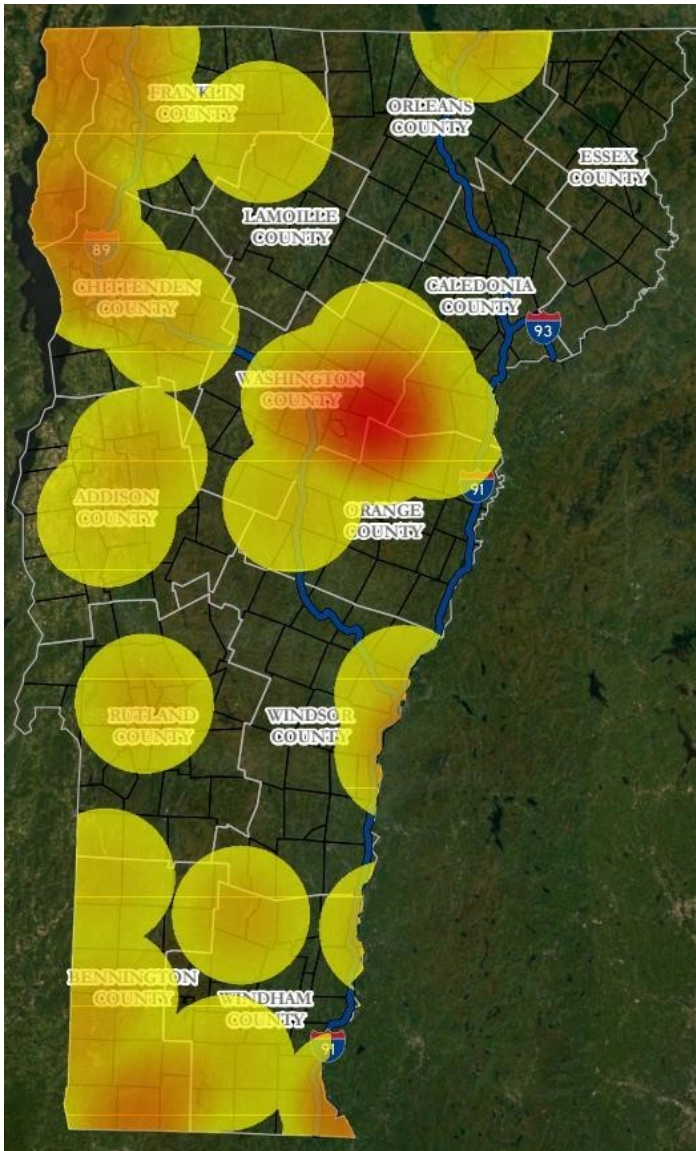 FRANKLIN
COUNTY
ORLEANS
COUNTY
ESSEX
COUNTY
LAMOILLE
COUNTY
89
CHITTENDEN
COUNTY
CALEDONIA
COUNTY
93
WASHINGTON
COUNTY
91
ADDISON
COUNTY
ORANGE
COUNTY
RUTLAND
COUNTY
WINDSOR
COUNTY
BENNINGTON
COUNTY
WINDHAM
COUNTY
91